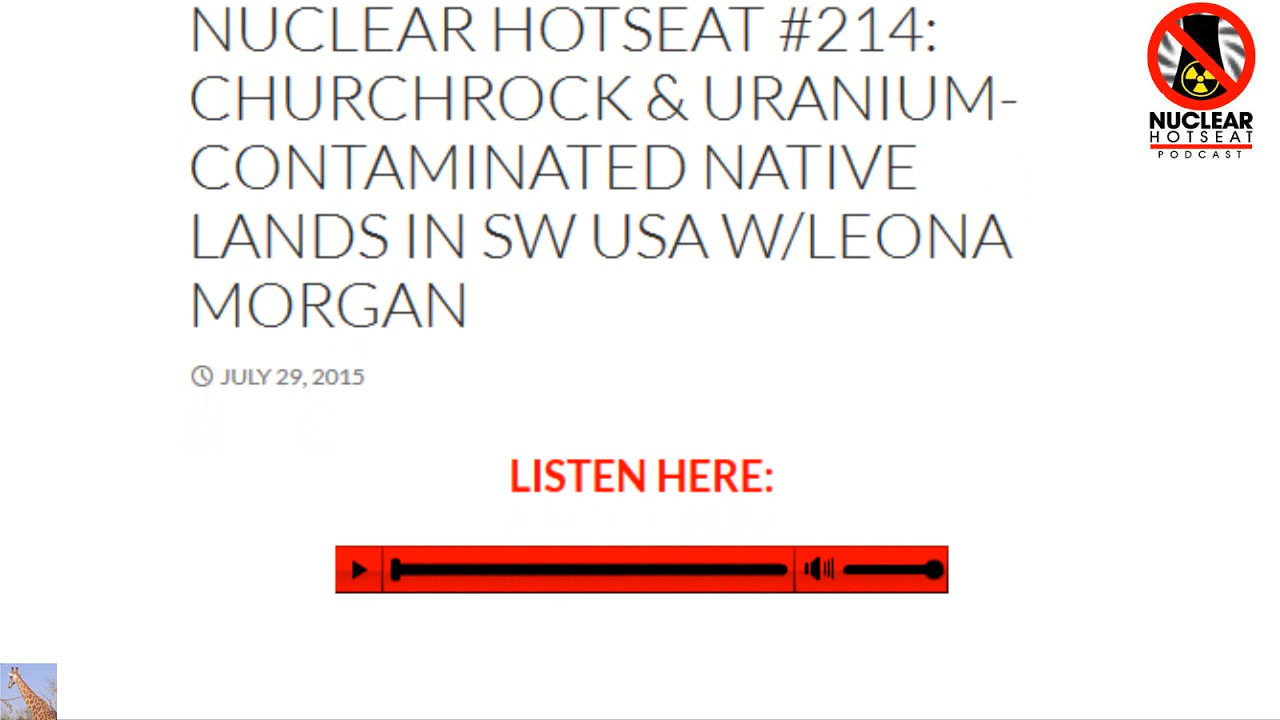 NUCLEAR HOTSEAT #214:
CHURCHROCK & URANIUM-
CONTAMINATED NATIVE
LANDS IN SW USA W/LEONA
MORGAN
JULY 29, 2015
LISTEN HERE:
NUCLEAR
HOTSEAT
PODCAST